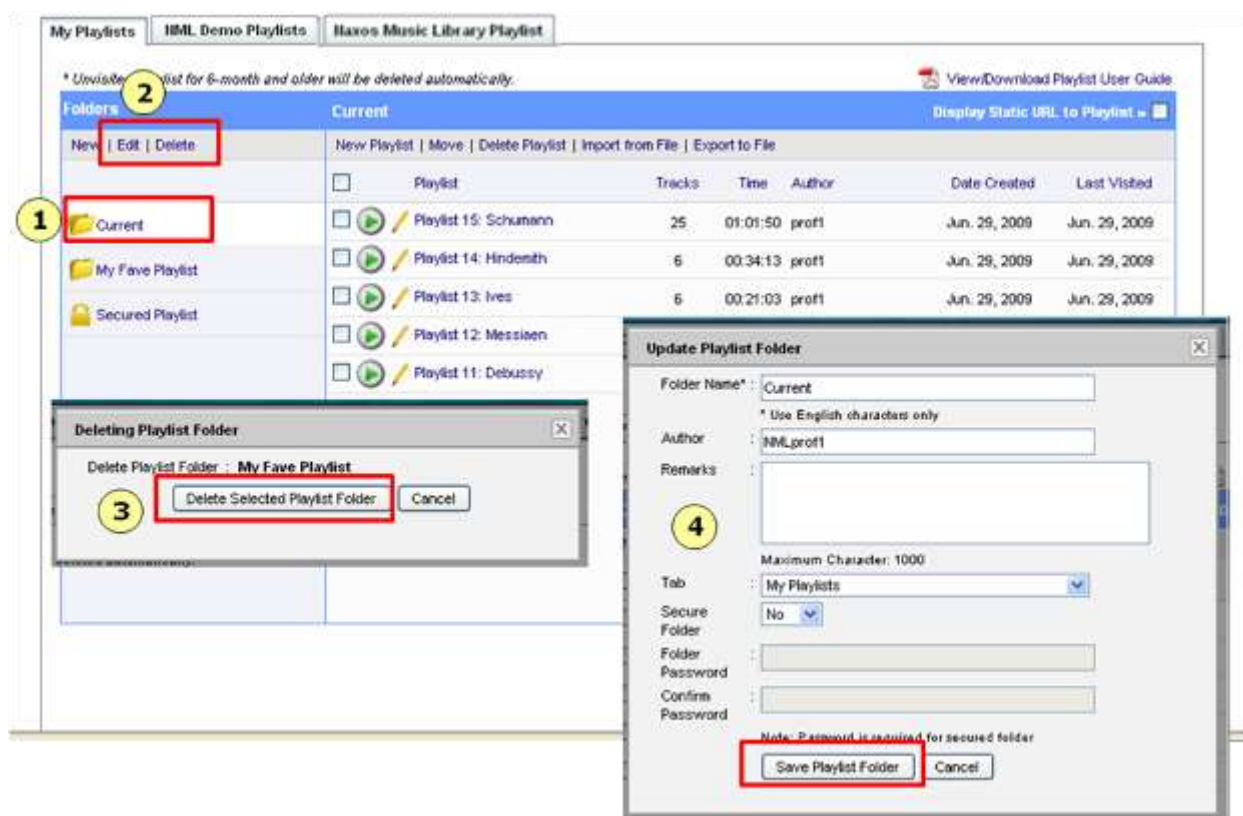 My Playlists
NML Demo Playlists
Naxos Music Library Playlist
for 6-month and older will be deleted automatically.
View/Download Playlist User Guide
2
Folders
Current
Display Static URL to Playlist »
New | Edit | Delete
New Playlist | Move | Delete Playlist | Import from File | Export to File
Playlist Tracks Time Author Date Created Last Visited
1
Current
Playlist 15: Schumann 25 01:01:50 prof1 Jun. 29, 2009 Jun. 29, 2009
My Fave Playlist
Playlist 14: Hindemith 6 00:34:13 prof1 Jun. 29, 2009 Jun. 29, 2009
Secured Playlist
Playlist 13: Ives 6 00:21:03 prof1 Jun. 29, 2009 Jun. 29, 2009
Playlist 12: Messiaen
Playlist 11: Debussy
Deleting Playlist Folder
Delete Playlist Folder : My Fave Playlist
3
Delete Selected Playlist Folder
Cancel
Update Playlist Folder
Folder Name* : Current
* Use English characters only
Author : NMLprof1
Remarks :
4
Maximum Character: 1000
Tab : My Playlists
Secure Folder : No
Folder Password :
Confirm Password :
Note: Password is required for secured folder
Save Playlist Folder
Cancel